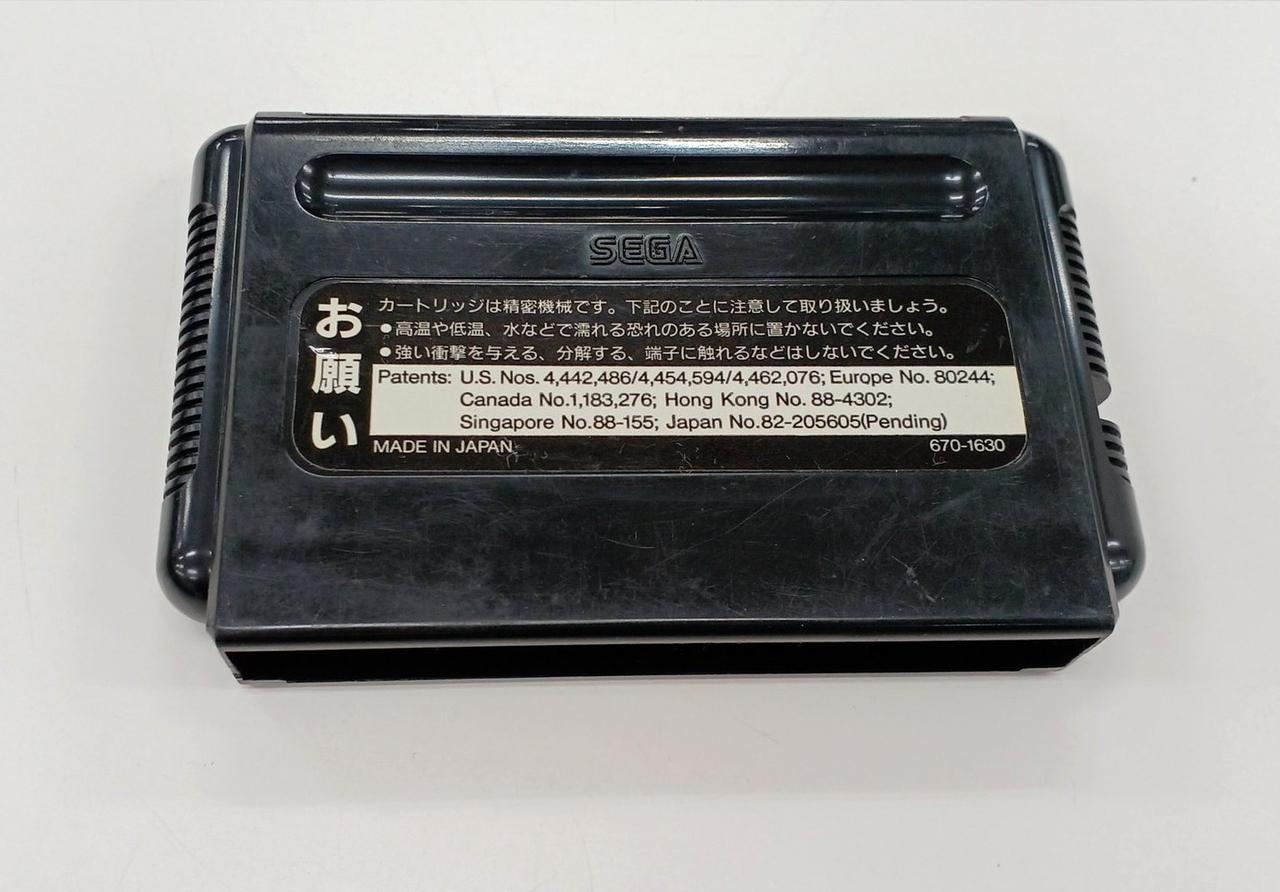 SEGA
お願い
カートリッジは精密機械です。下記のことに注意して取り扱いましょう。
●高温や低温、水などで濡れる恐れのある場所に置かないでください。
●強い衝撃を与える、分解する、端子に触れるなどはしないでください。
Patents: U.S. Nos. 4,442,486/4,454,594/4,462,076; Europe No. 80244;
Canada No.1,183,276; Hong Kong No. 88-4302;
Singapore No.88-155; Japan No.82-205605(Pending)
MADE IN JAPAN
670-1630